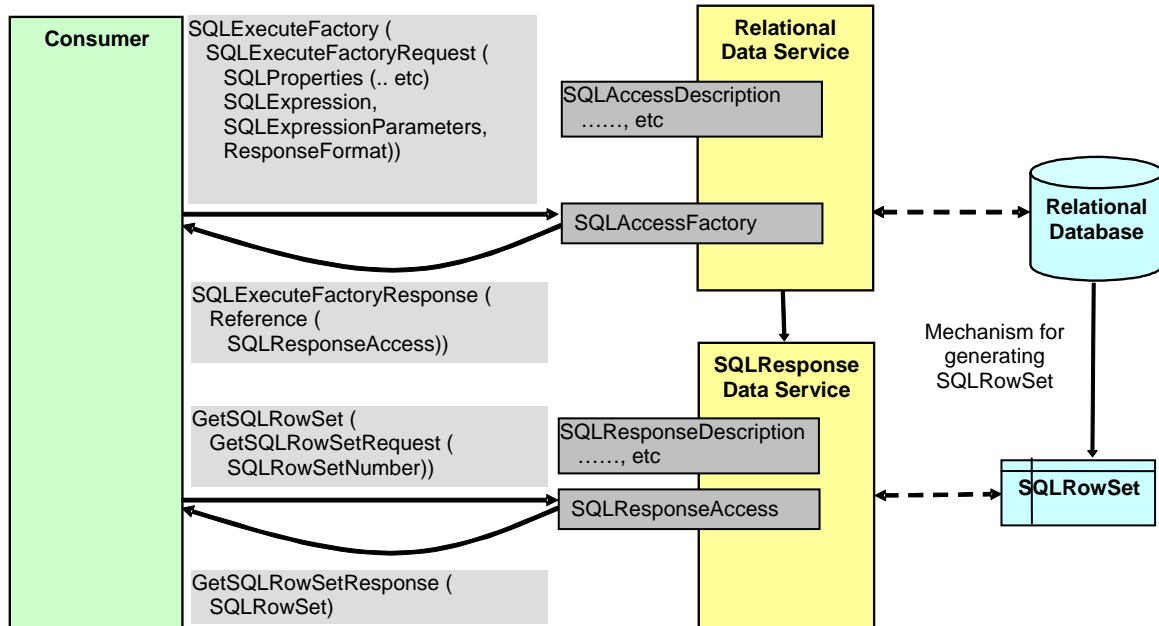 Consumer
SQLExecuteFactory (
SQLExecuteFactoryRequest (
SQLProperties (.. etc)
SQLExpression,
SQLExpressionParameters,
ResponseFormat))
Relational
Data Service
SQLAccessDescription
……, etc
SQLAccessFactory
Relational
Database
SQLExecuteFactoryResponse (
Reference (
SQLResponseAccess))
Mechanism for
generating
SQLRowSet
SQLResponse
Data Service
GetSQLRowSet (
GetSQLRowSetRequest (
SQLRowSetNumber))
SQLResponseDescription
……, etc
SQLResponseAccess
SQLRowSet
GetSQLRowSetResponse (
SQLRowSet)